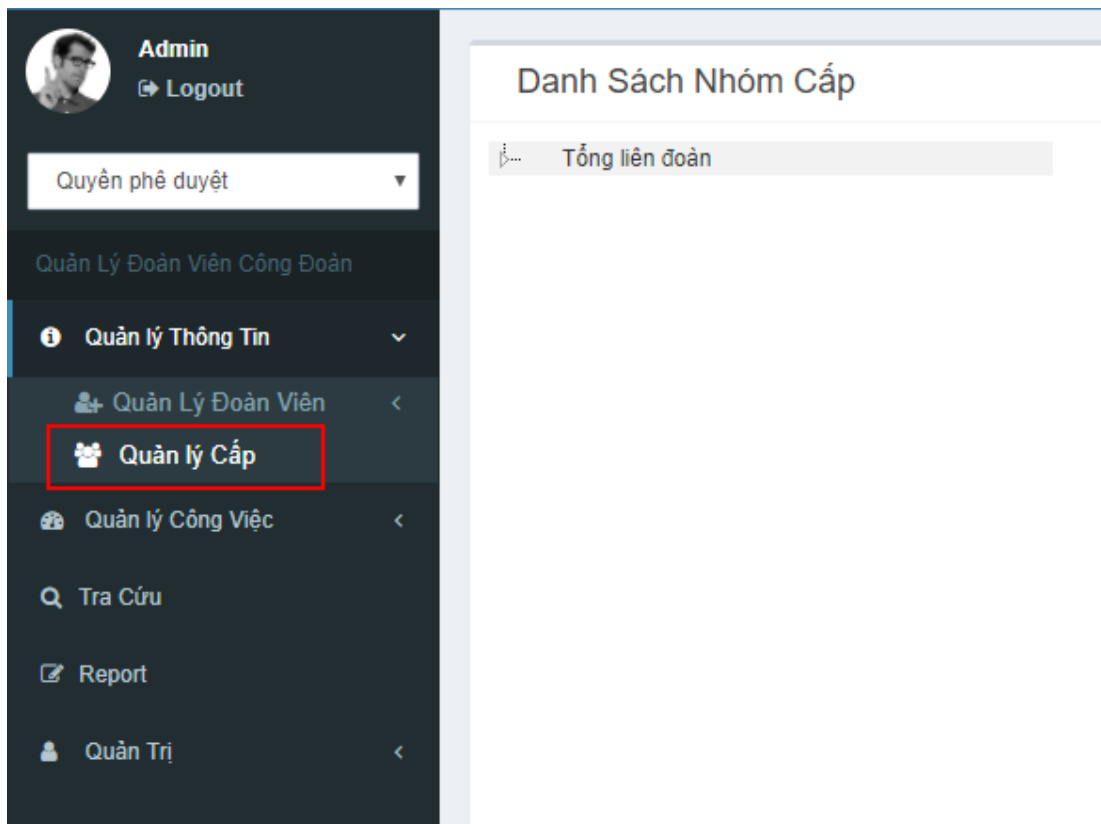 Admin
Logout
Quyền phê duyệt
Quản Lý Đoàn Viên Công Đoàn
Quản lý Thông Tin
Quản Lý Đoàn Viên
Quản lý Cấp
Quản lý Công Việc
Tra Cứu
Report
Quản Trị
Danh Sách Nhóm Cấp
Tổng liên đoàn